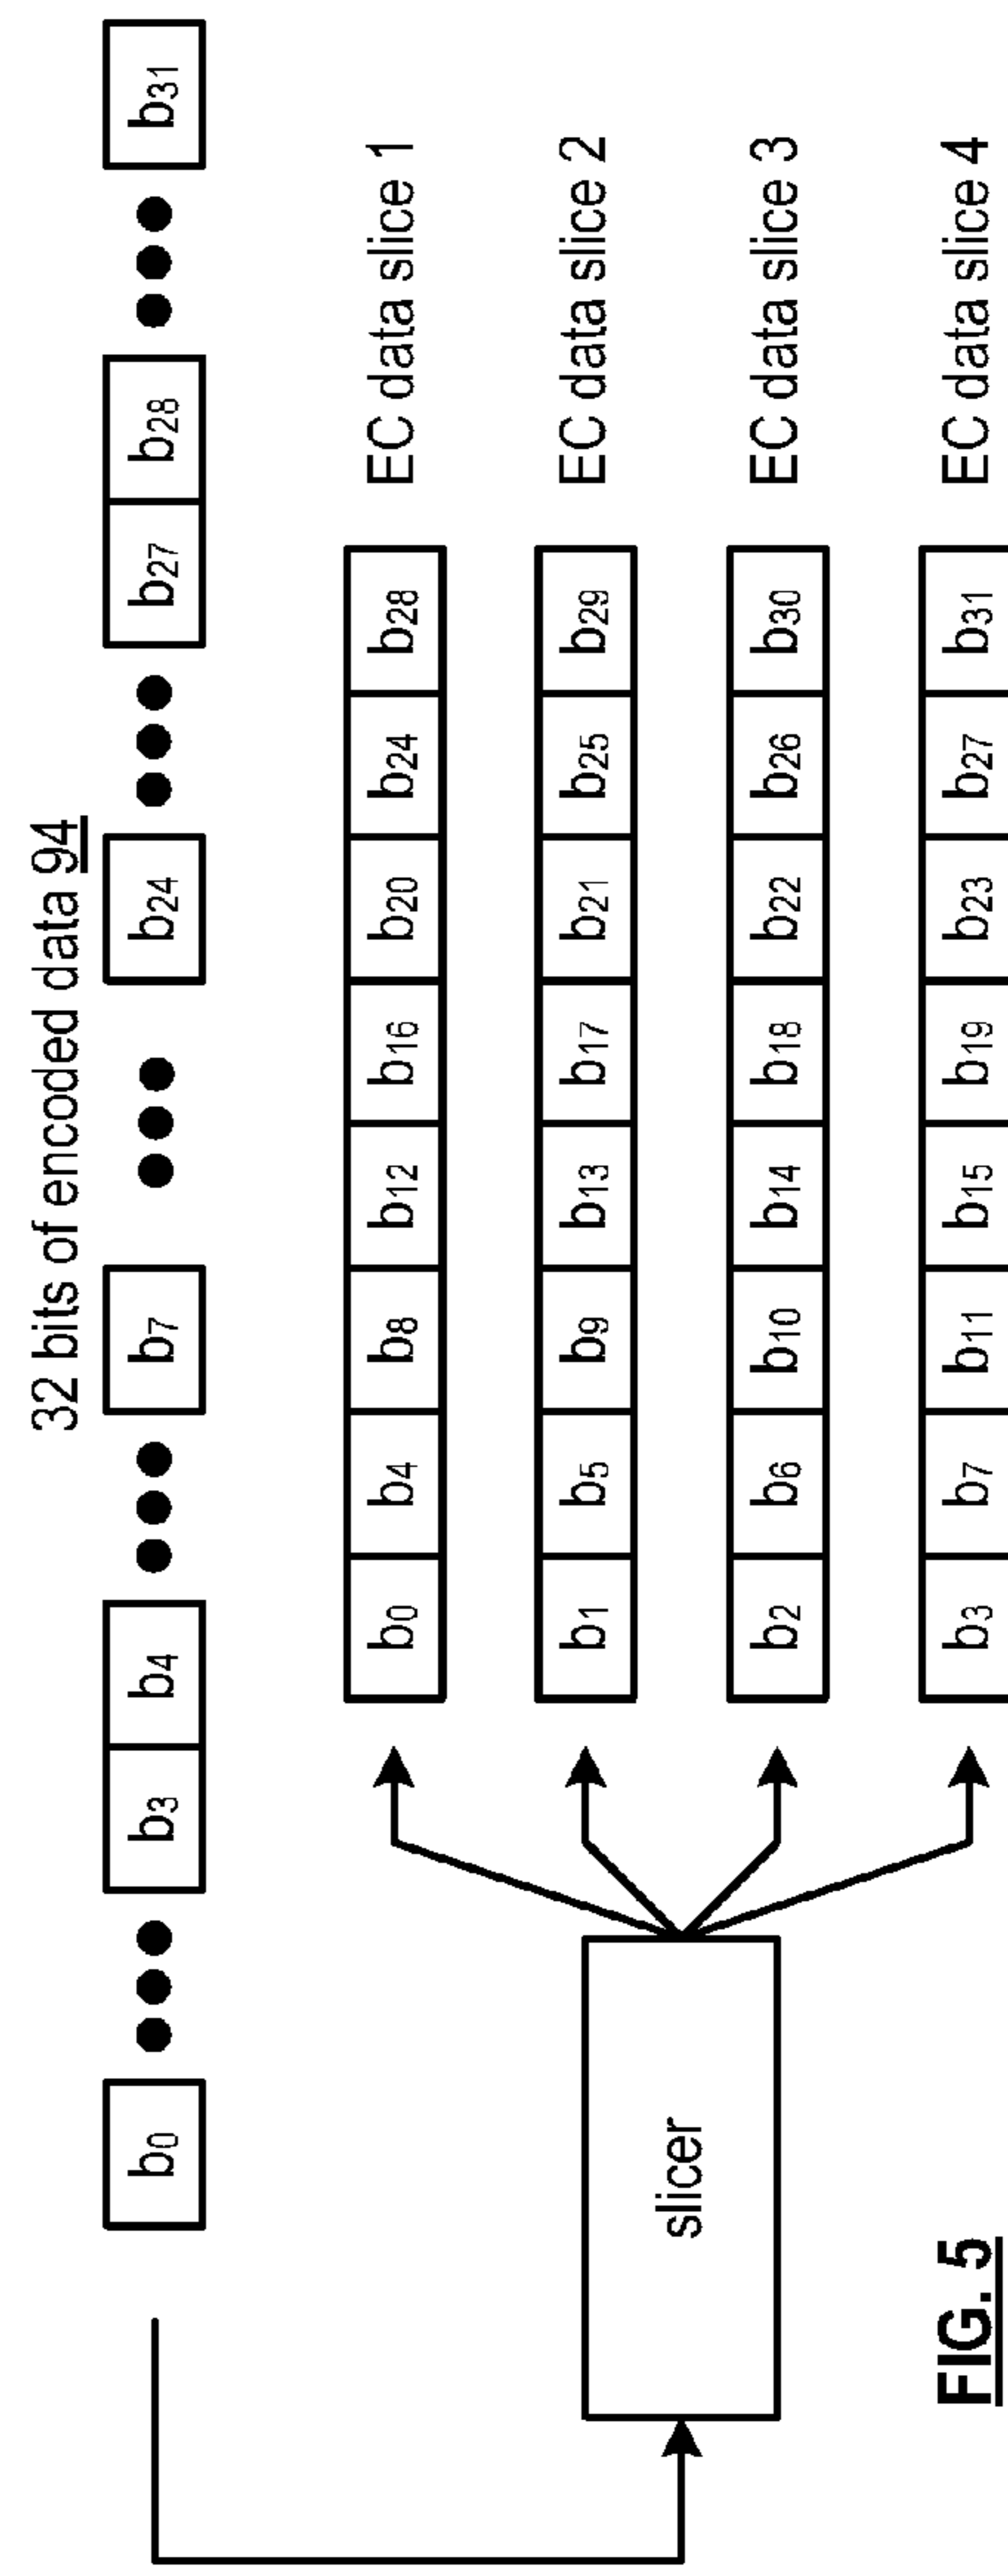 32 bits of encoded data 94
b0 ••• b3 b4 ••• b7 ••• b24 ••• b27 b28 ••• b31
b0 b4 b8 b12 b16 b20 b24 b28 EC data slice 1
b1 b5 b9 b13 b17 b21 b25 b29 EC data slice 2
slicer
b2 b6 b10 b14 b18 b22 b26 b30 EC data slice 3
b3 b7 b11 b15 b19 b23 b27 b31 EC data slice 4
FIG. 5